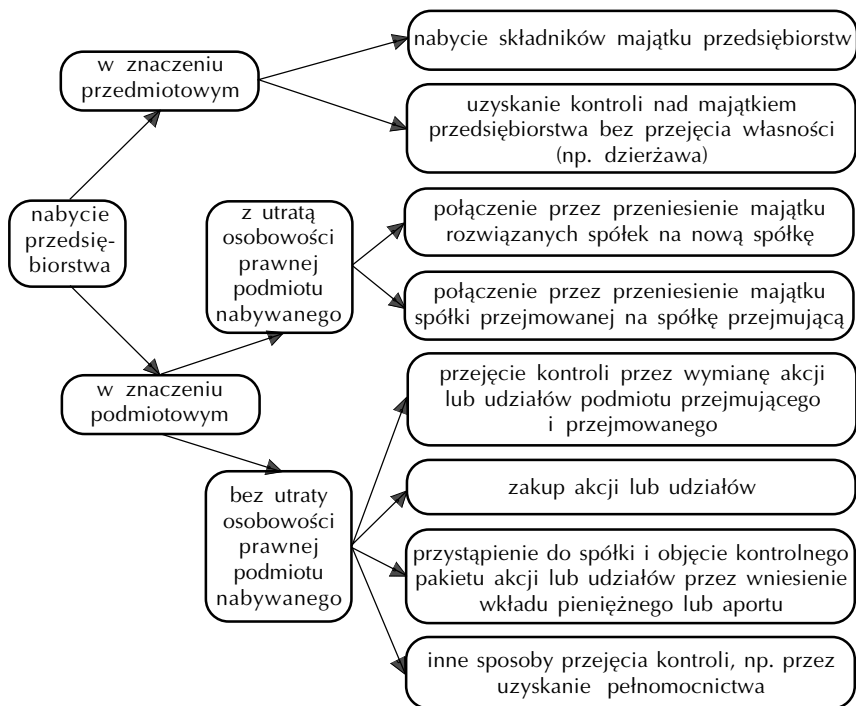 nabycie składników majątku przedsiębiorstw
w znaczeniu
przedmiotowym
uzyskanie kontroli nad majątkiem
przedsiębiorstwa bez przejęcia własności
(np. dzierżawa)
nabycie
przedsię-
biorstwa
z utratą
osobowości
prawnej
podmiotu
nabywanego
połączenie przez przeniesienie majątku
rozwiązanych spółek na nową spółkę
połączenie przez przeniesienie majątku
spółki przejmowanej na spółkę przejmującą
w znaczeniu
podmiotowym
przejęcie kontroli przez wymianę akcji
lub udziałów podmiotu przejmującego
i przejmowanego
bez utraty
osobowości
prawnej
podmiotu
nabywanego
zakup akcji lub udziałów
przystąpienie do spółki i objęcie kontrolnego
pakietu akcji lub udziałów przez wniesienie
wkładu pieniężnego lub aportu
inne sposoby przejęcia kontroli, np. przez
uzyskanie pełnomocnictwa